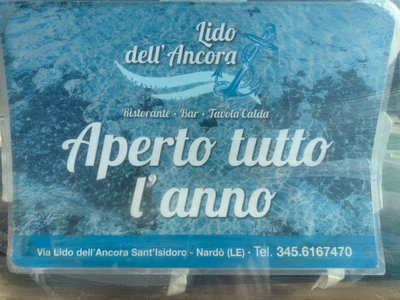 Lido
dell'Ancora
Ristorante • Bar • Tavola Calda
Aperto tutto
l'anno
Via Lido dell'Ancora Sant'Isidoro - Nardò (LE) • Tel. 345.6167470